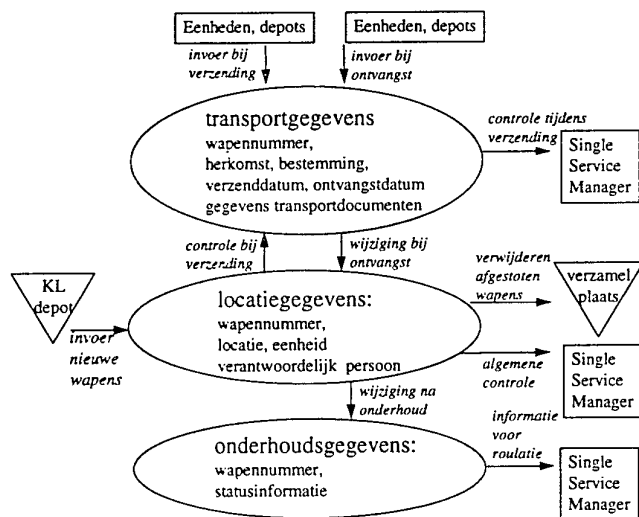 Eenheden, depots
Eenheden, depots
invoer bij
verzending
invoer bij
ontvangst
transportgegevens
wapennummer,
herkomst, bestemming,
verzenddatum, ontvangstdatum
gegevens transportdocumenten
controle tijdens
verzending
Single
Service
Manager
controle bij
verzending
wijziging bij
ontvangst
KL
depot
invoer
nieuwe
wapens
locatiegegevens:
wapennummer,
locatie, eenheid
verantwoordelijk persoon
verwijderen
afgestoten
wapens
verzamel
plaats
algemene
controle
Single
Service
Manager
wijziging na
onderhoud
onderhoudsgegevens:
wapennummer,
statusinformatie
informatie
voor
roulatie
Single
Service
Manager